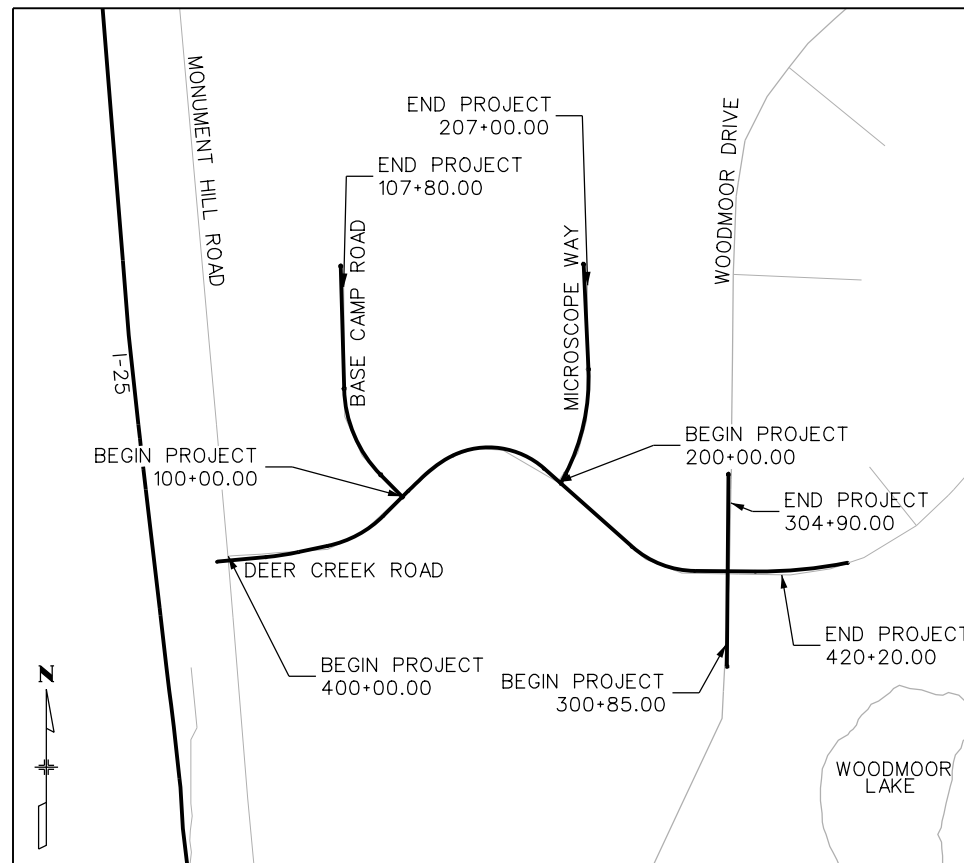 END PROJECT
207+00.00
END PROJECT
107+80.00
MONUMENT HILL ROAD
WOODMOOR DRIVE
BASE CAMP ROAD
MICROSCOPE WAY
I-25
BEGIN PROJECT
100+00.00
BEGIN PROJECT
200+00.00
END PROJECT
304+90.00
DEER CREEK ROAD
BEGIN PROJECT
400+00.00
BEGIN PROJECT
300+85.00
END PROJECT
420+20.00
N
WOODMOOR
LAKE